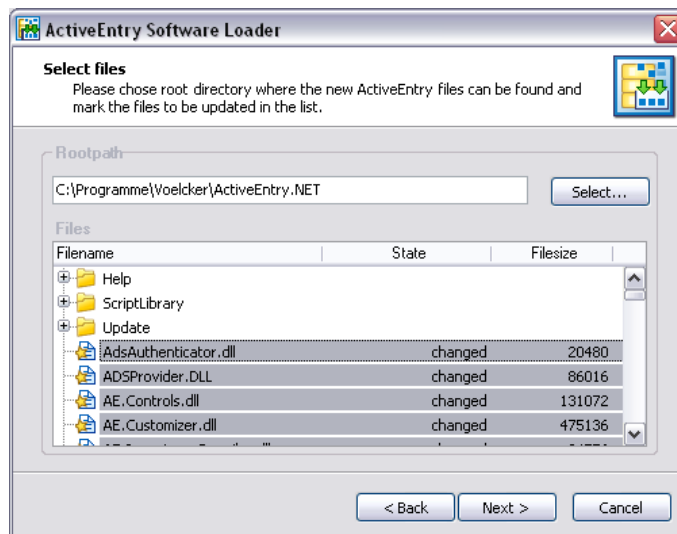 ActiveEntry Software Loader
Select files
Please chose root directory where the new ActiveEntry files can be found and
mark the files to be updated in the list.
Rootpath
C:\Programme\Voelcker\ActiveEntry.NET Select...
Files
Filename State Filesize
Help
ScriptLibrary
Update
AdsAuthenticator.dll changed 20480
ADSProvider.DLL changed 86016
AE.Controls.dll changed 131072
AE.Customizer.dll changed 475136
< Back Next > Cancel